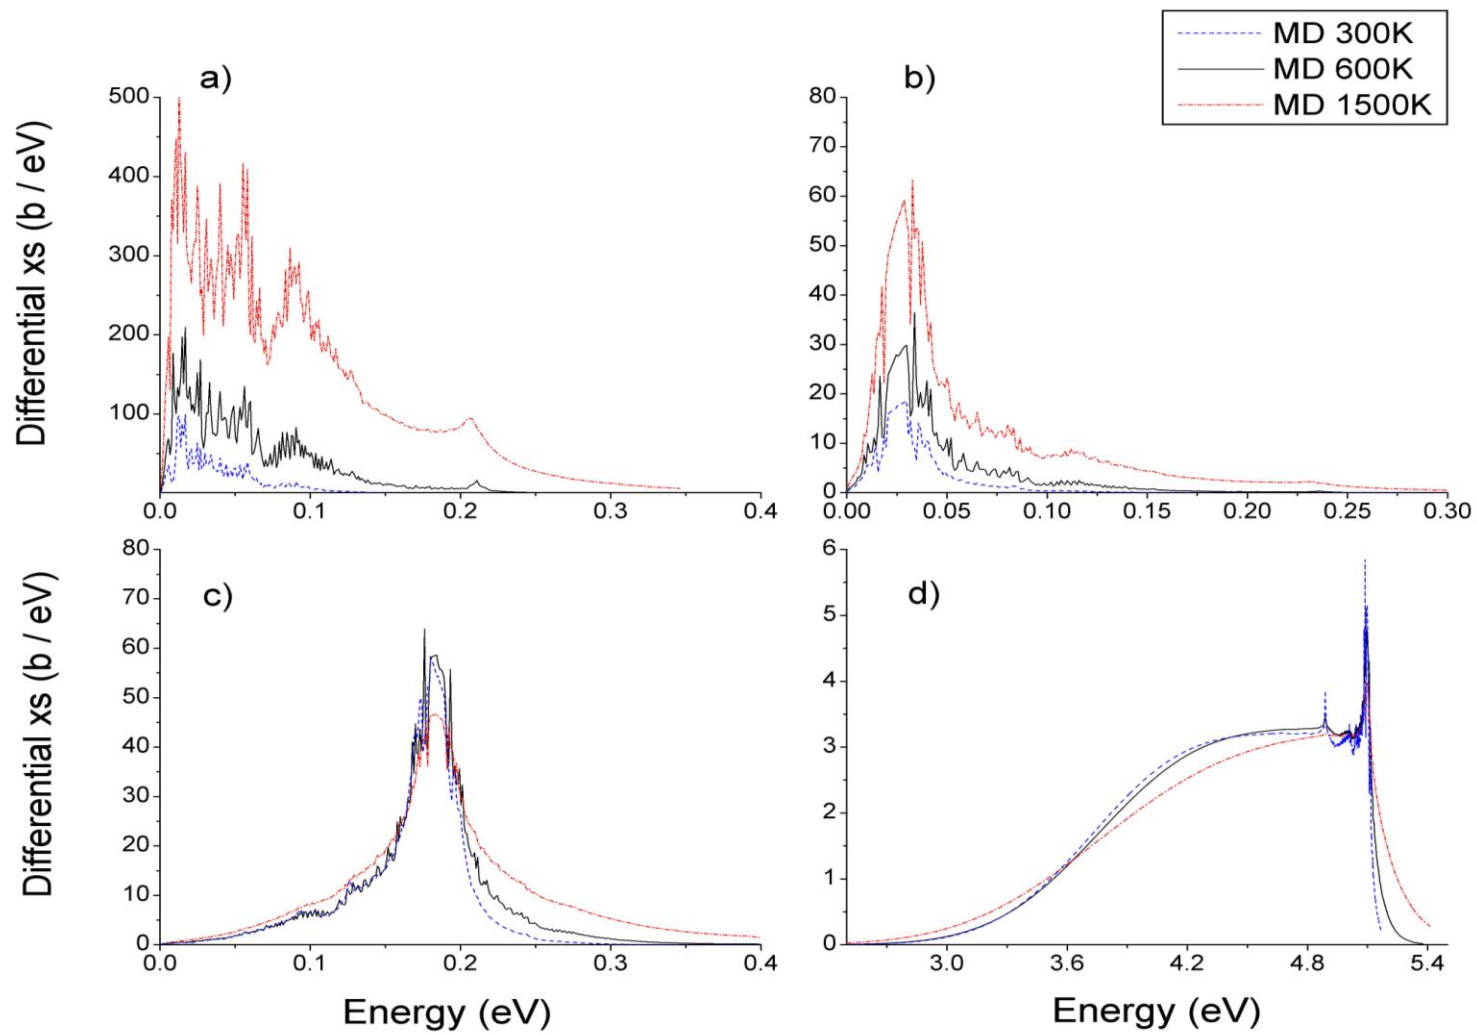 MD 300K
MD 600K
MD 1500K
a)
500
400
300
200
100
0.0 0.1 0.2 0.3 0.4
Differential xs (b / eV)
b)
80
70
60
50
40
30
20
10
0
0.00 0.05 0.10 0.15 0.20 0.25 0.30
c)
80
70
60
50
40
30
20
10
0
0.0 0.1 0.2 0.3 0.4
Differential xs (b / eV)
Energy (eV)
d)
6
5
4
3
2
1
0
3.0 3.6 4.2 4.8 5.4
Energy (eV)